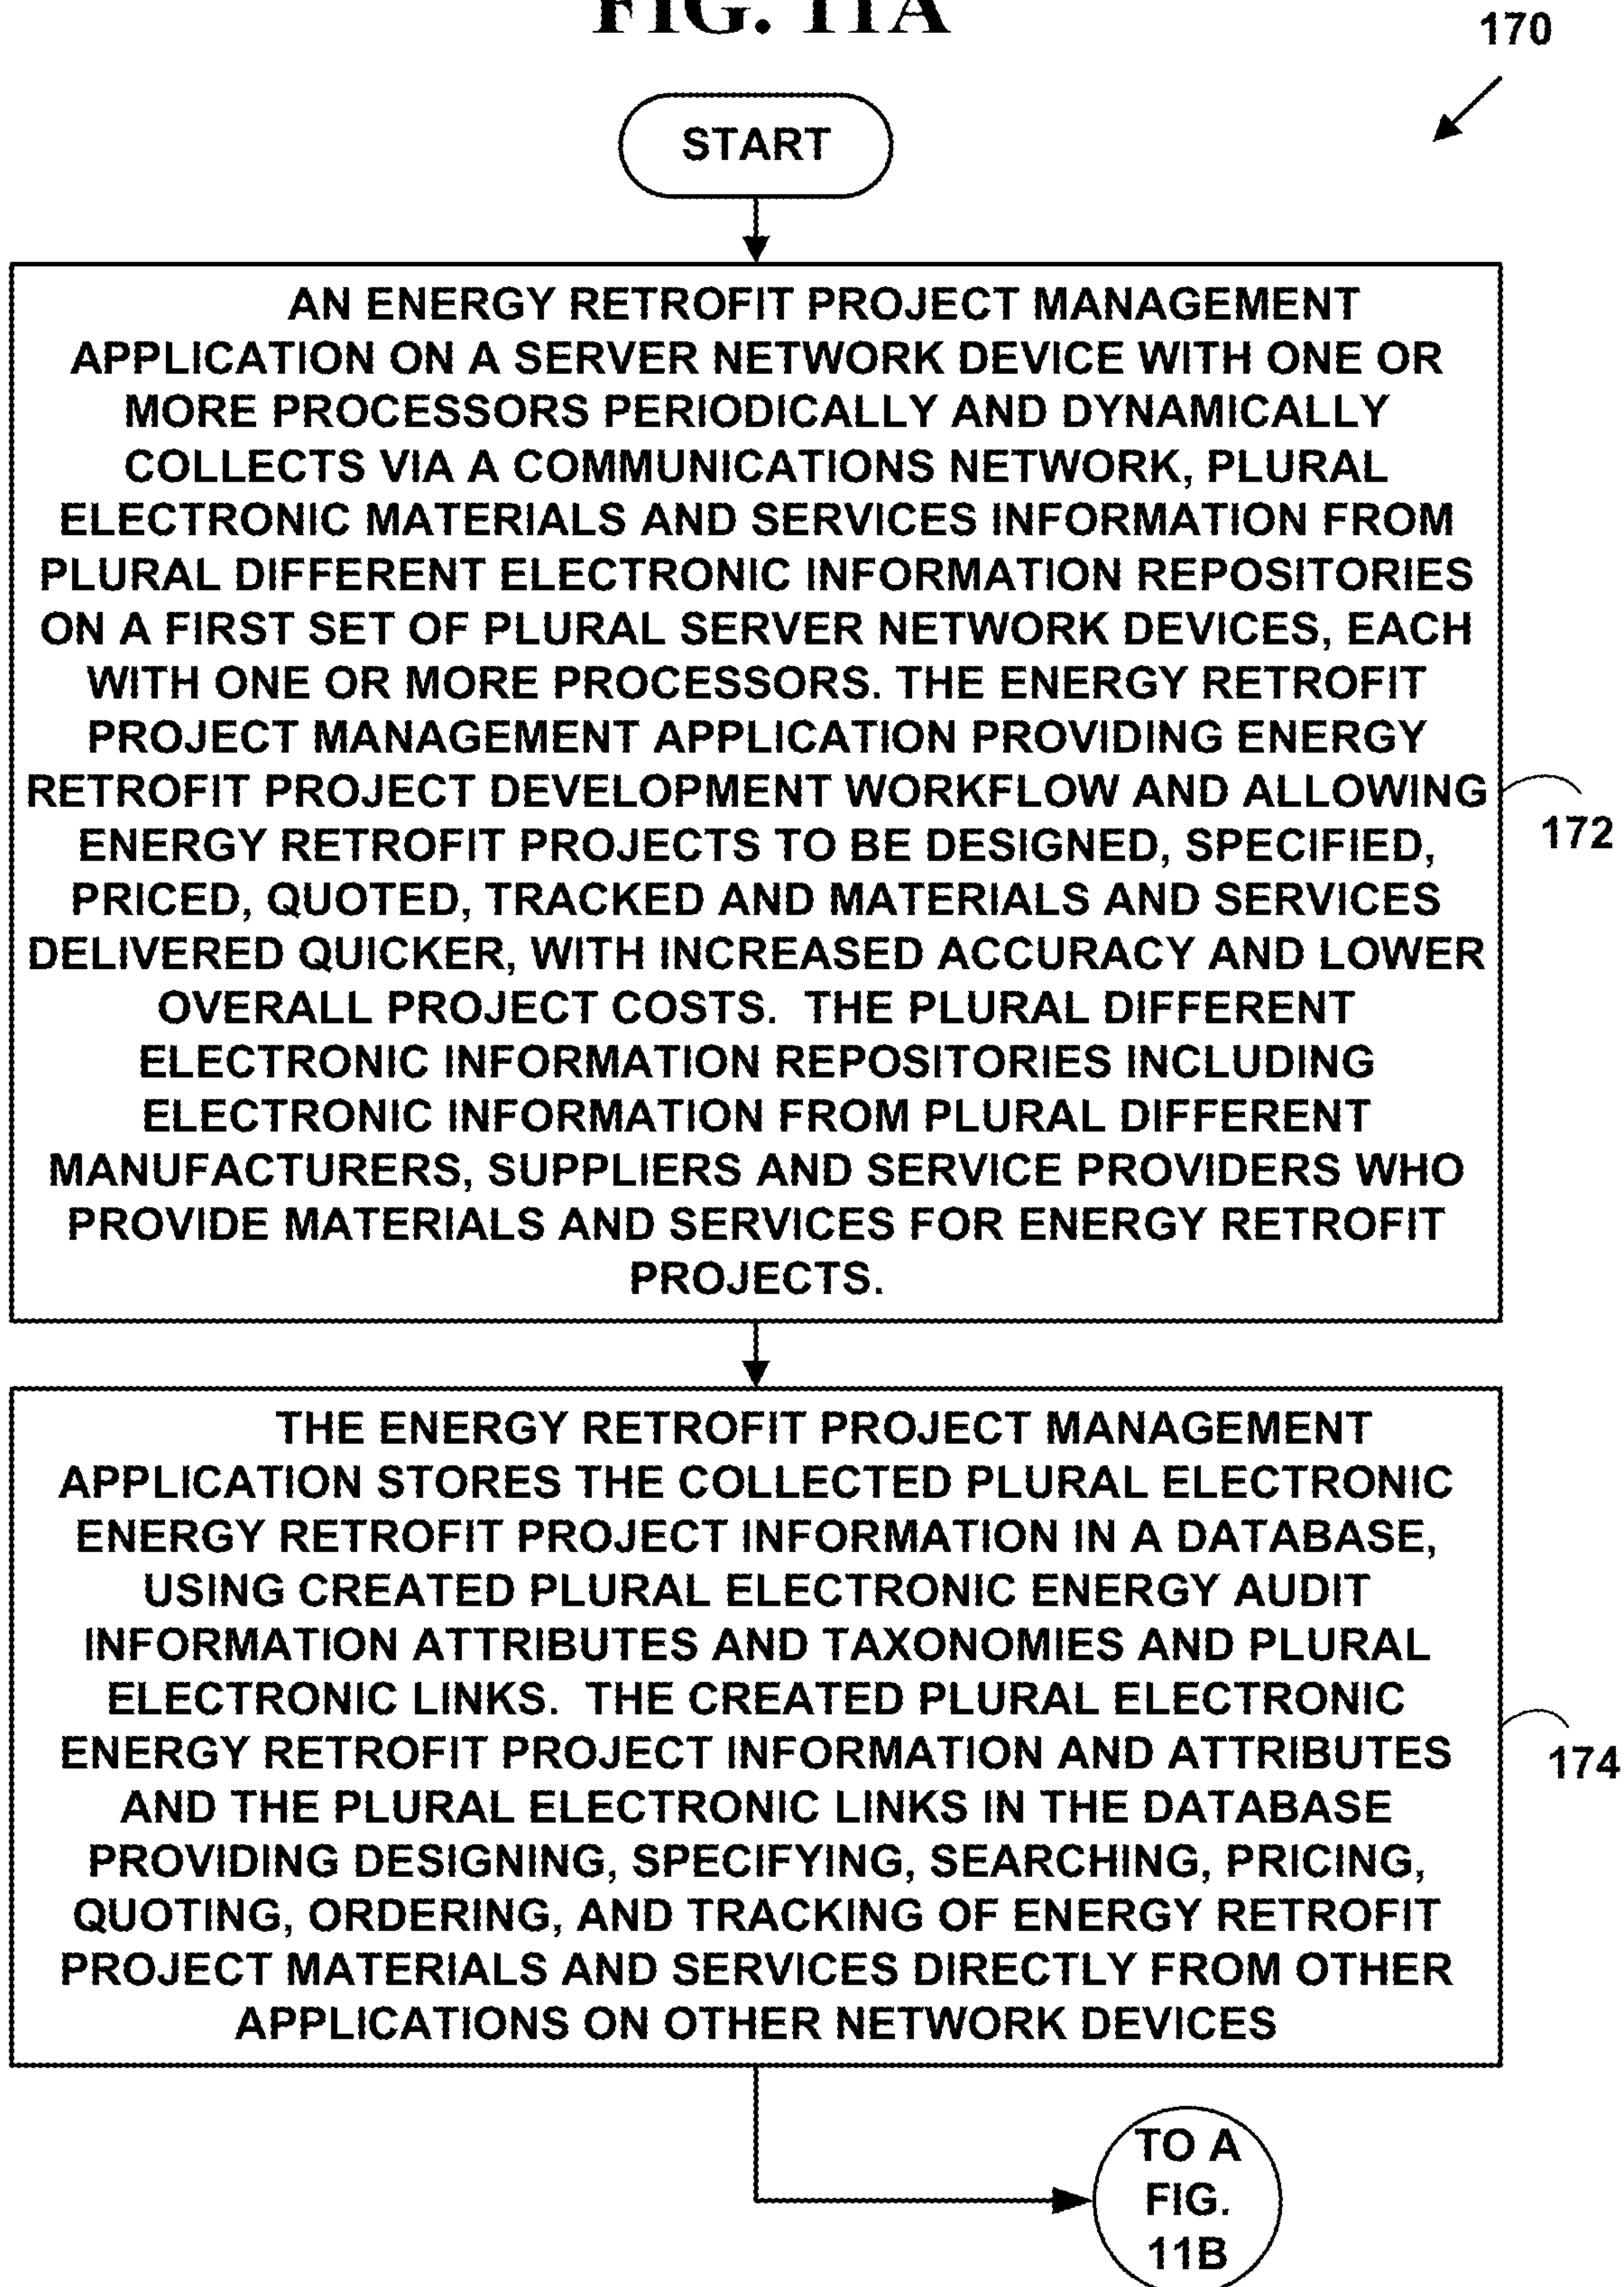 FIG. 11A
170
START
AN ENERGY RETROFIT PROJECT MANAGEMENT
APPLICATION ON A SERVER NETWORK DEVICE WITH ONE OR
MORE PROCESSORS PERIODICALLY AND DYNAMICALLY
COLLECTS VIA A COMMUNICATIONS NETWORK, PLURAL
ELECTRONIC MATERIALS AND SERVICES INFORMATION FROM
PLURAL DIFFERENT ELECTRONIC INFORMATION REPOSITORIES
ON A FIRST SET OF PLURAL SERVER NETWORK DEVICES, EACH
WITH ONE OR MORE PROCESSORS. THE ENERGY RETROFIT
PROJECT MANAGEMENT APPLICATION PROVIDING ENERGY
RETROFIT PROJECT DEVELOPMENT WORKFLOW AND ALLOWING
ENERGY RETROFIT PROJECTS TO BE DESIGNED, SPECIFIED,
PRICED, QUOTED, TRACKED AND MATERIALS AND SERVICES
DELIVERED QUICKER, WITH INCREASED ACCURACY AND LOWER
OVERALL PROJECT COSTS.  THE PLURAL DIFFERENT
ELECTRONIC INFORMATION REPOSITORIES INCLUDING
ELECTRONIC INFORMATION FROM PLURAL DIFFERENT
MANUFACTURERS, SUPPLIERS AND SERVICE PROVIDERS WHO
PROVIDE MATERIALS AND SERVICES FOR ENERGY RETROFIT
PROJECTS.
172
THE ENERGY RETROFIT PROJECT MANAGEMENT
APPLICATION STORES THE COLLECTED PLURAL ELECTRONIC
ENERGY RETROFIT PROJECT INFORMATION IN A DATABASE,
USING CREATED PLURAL ELECTRONIC ENERGY AUDIT
INFORMATION ATTRIBUTES AND TAXONOMIES AND PLURAL
ELECTRONIC LINKS.  THE CREATED PLURAL ELECTRONIC
ENERGY RETROFIT PROJECT INFORMATION AND ATTRIBUTES
AND THE PLURAL ELECTRONIC LINKS IN THE DATABASE
PROVIDING DESIGNING, SPECIFYING, SEARCHING, PRICING,
QUOTING, ORDERING, AND TRACKING OF ENERGY RETROFIT
PROJECT MATERIALS AND SERVICES DIRECTLY FROM OTHER
APPLICATIONS ON OTHER NETWORK DEVICES
174
TO A
FIG.
11B